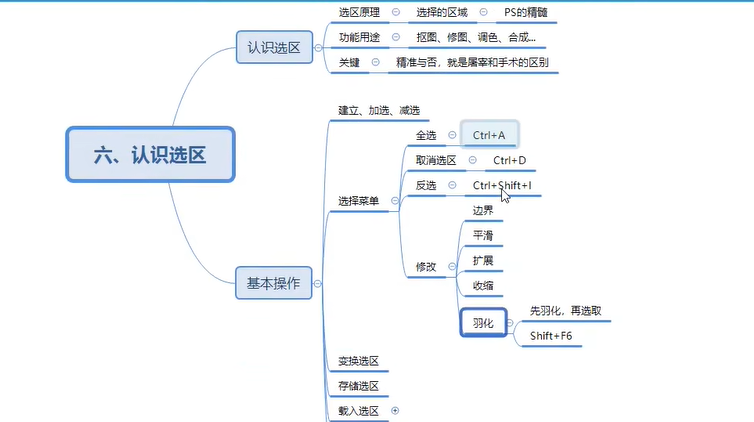 六、认识选区
认识选区
选区原理
选择的区域
PS的精髓
功能用途
抠图、修图、调色、合成...
关键
精准与否，就是屠宰和手术的区别
基本操作
建立、加选、减选
选择菜单
全选
Ctrl+A
取消选区
Ctrl+D
反选
Ctrl+Shift+I
修改
边界
平滑
扩展
收缩
羽化
先羽化，再选取
Shift+F6
变换选区
存储选区
载入选区